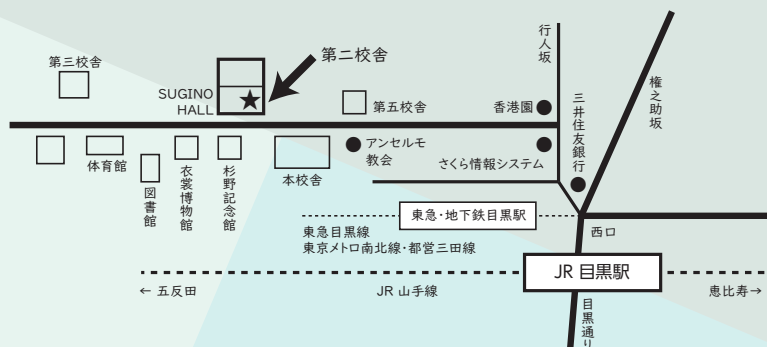 行人坂
権之助坂
第三校舎
第二校舎
SUGINO
HALL
第五校舎
香港園
三井住友銀行
アンセルモ
教会
さくら情報システム
体育館
図書館
衣裳博物館
杉野記念館
本校舎
東急・地下鉄目黒駅
東急目黒線
東京メトロ南北線・都営三田線
西口
JR 目黒駅
← 五反田
JR 山手線
恵比寿→
目黒通り